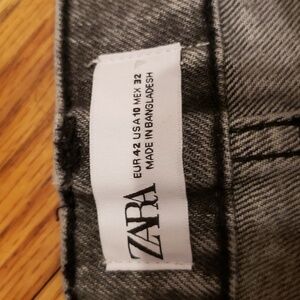 ZARA
EUR 42 USA 10 MEX 32
MADE IN BANGLADESH